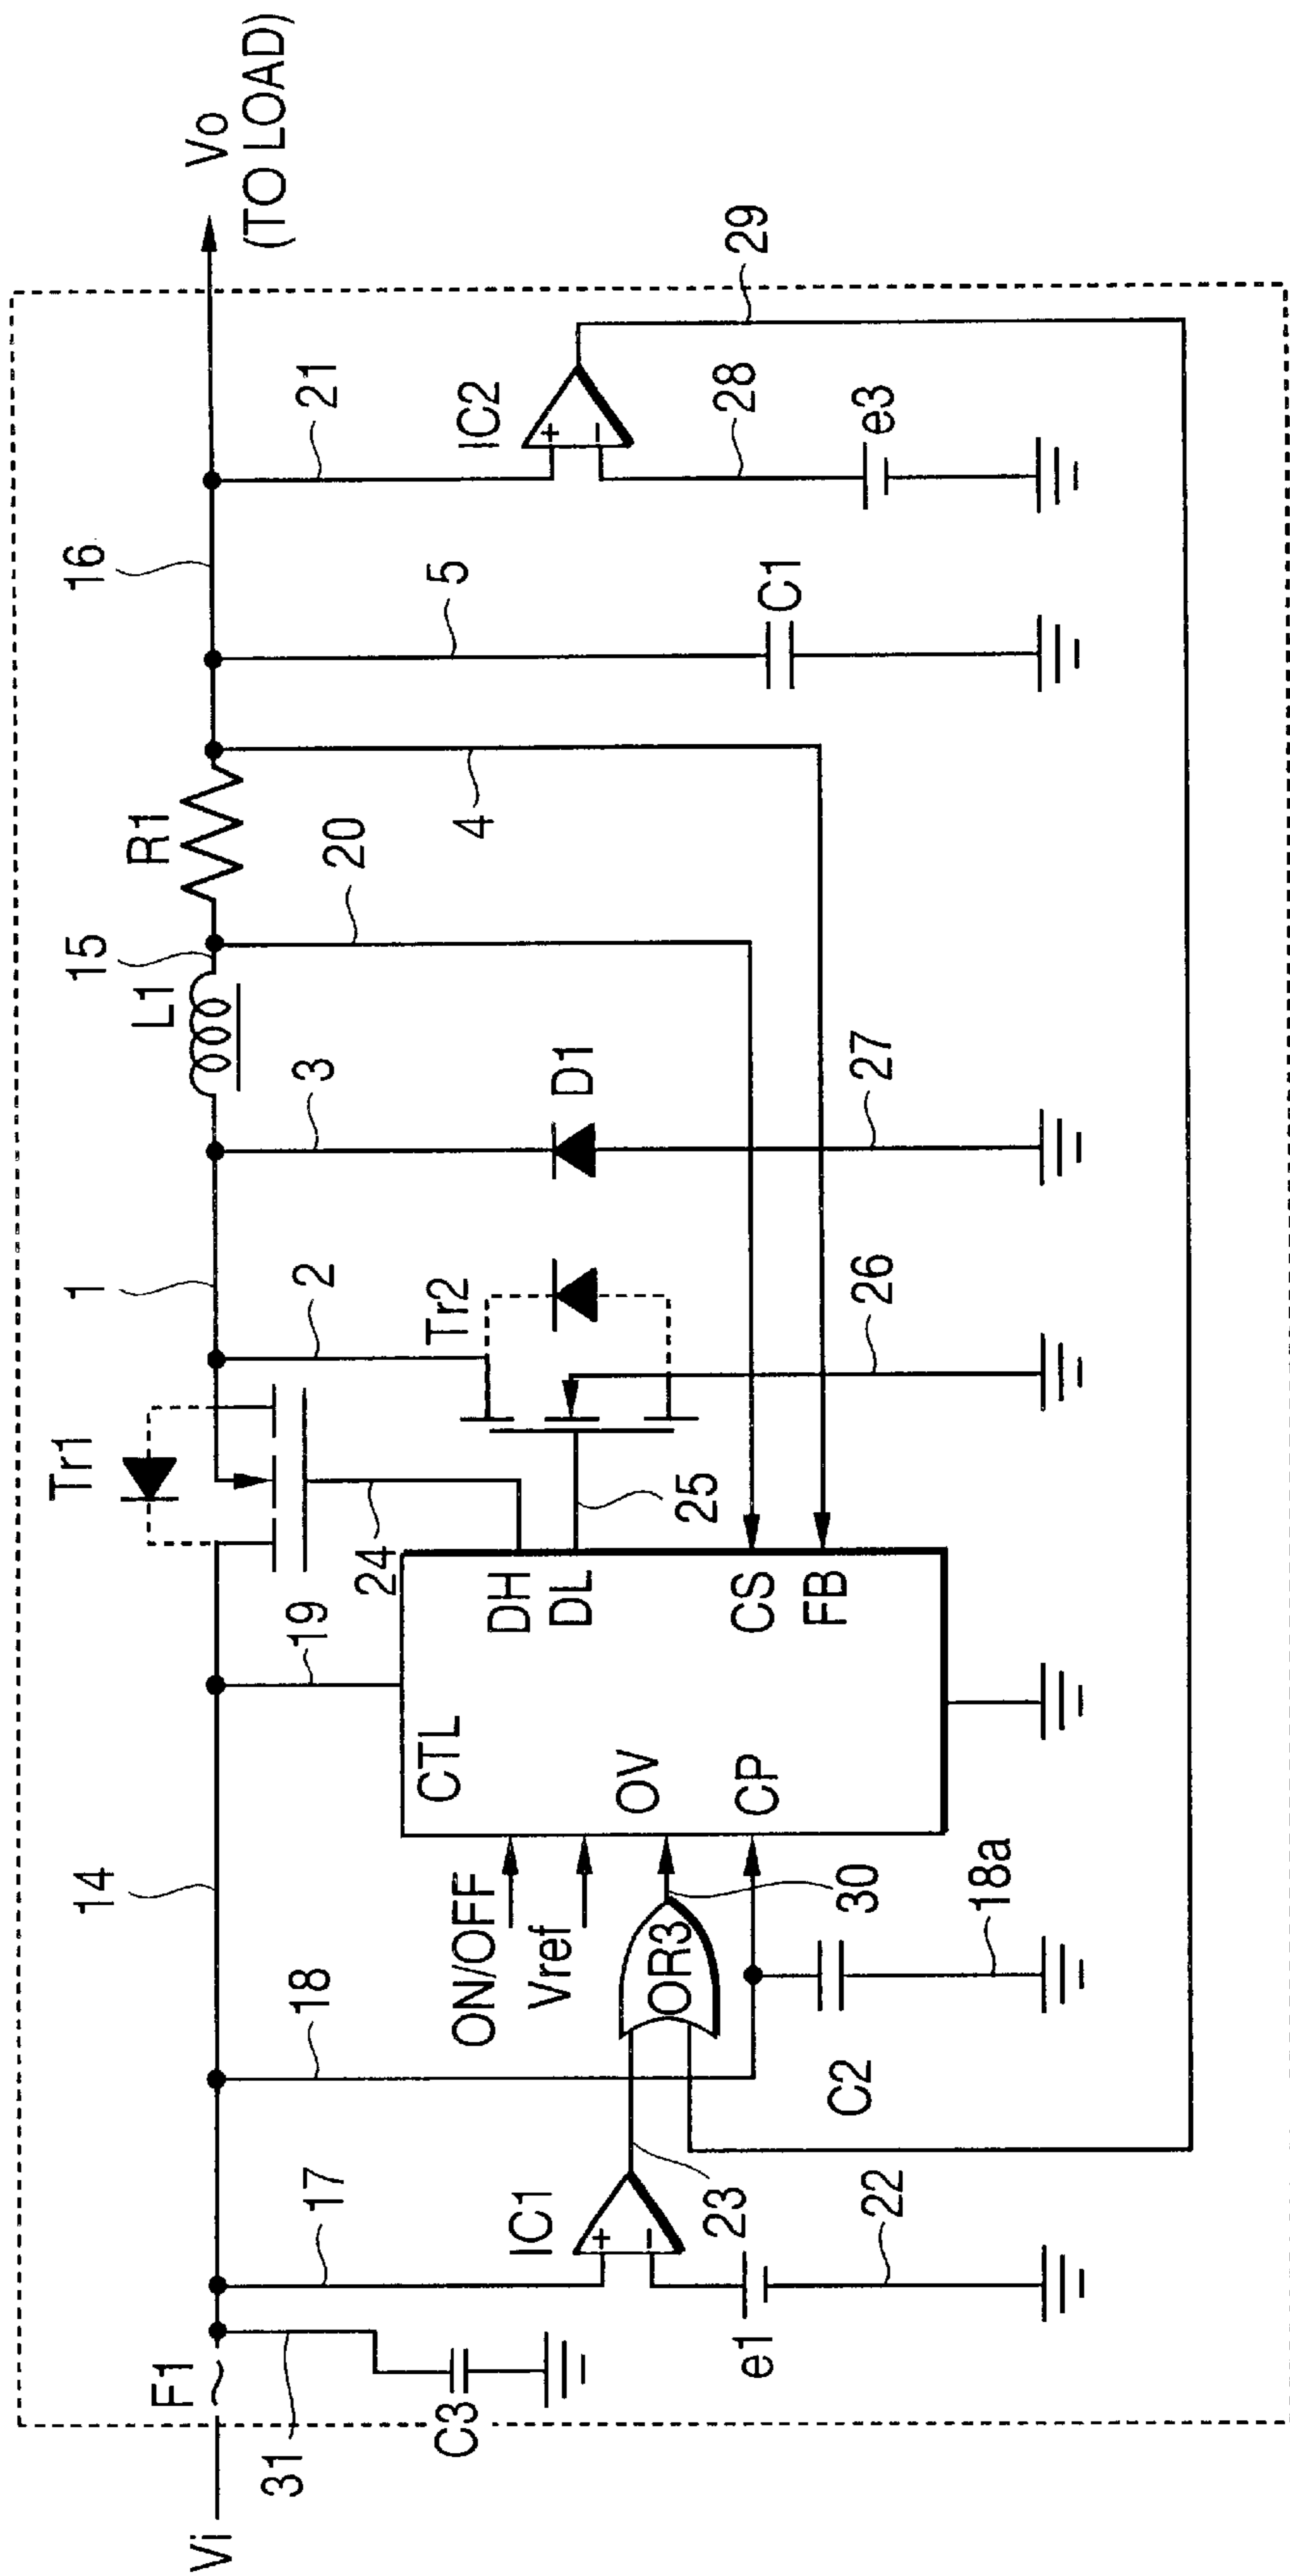 Vi
F1
31
C3
17
IC1
+
−
e1
22
23
18
14
ON/OFF
Vref
OR3
30
C2
18a
CTL
OV
CP
DH
DL
CS
FB
19
24
25
Tr1
Tr2
1
2
26
3
D1
27
L1
15
R1
20
4
5
C1
16
21
IC2
+
−
28
e3
29
Vo
(TO LOAD)